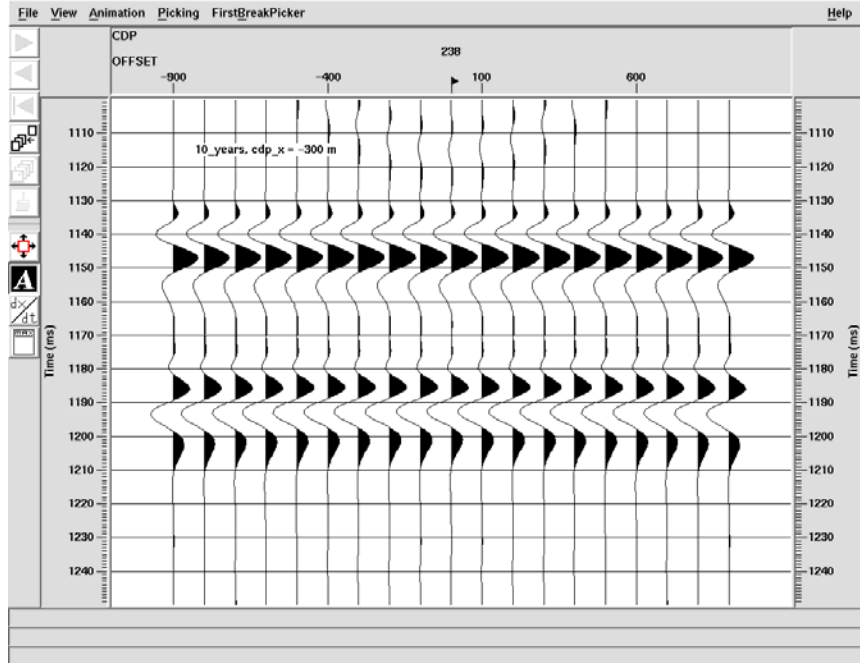 File View Animation Picking FirstBreakPicker Help
CDP
238
OFFSET
-900 -400 100 600
10_years, cdp_x = -300 m
1110 1110
1120 1120
1130 1130
1140 1140
1150 1150
1160 1160
1170 1170
1180 1180
1190 1190
1200 1200
1210 1210
1220 1220
1230 1230
1240 1240
Time (ms) Time (ms)
A
dx/dt